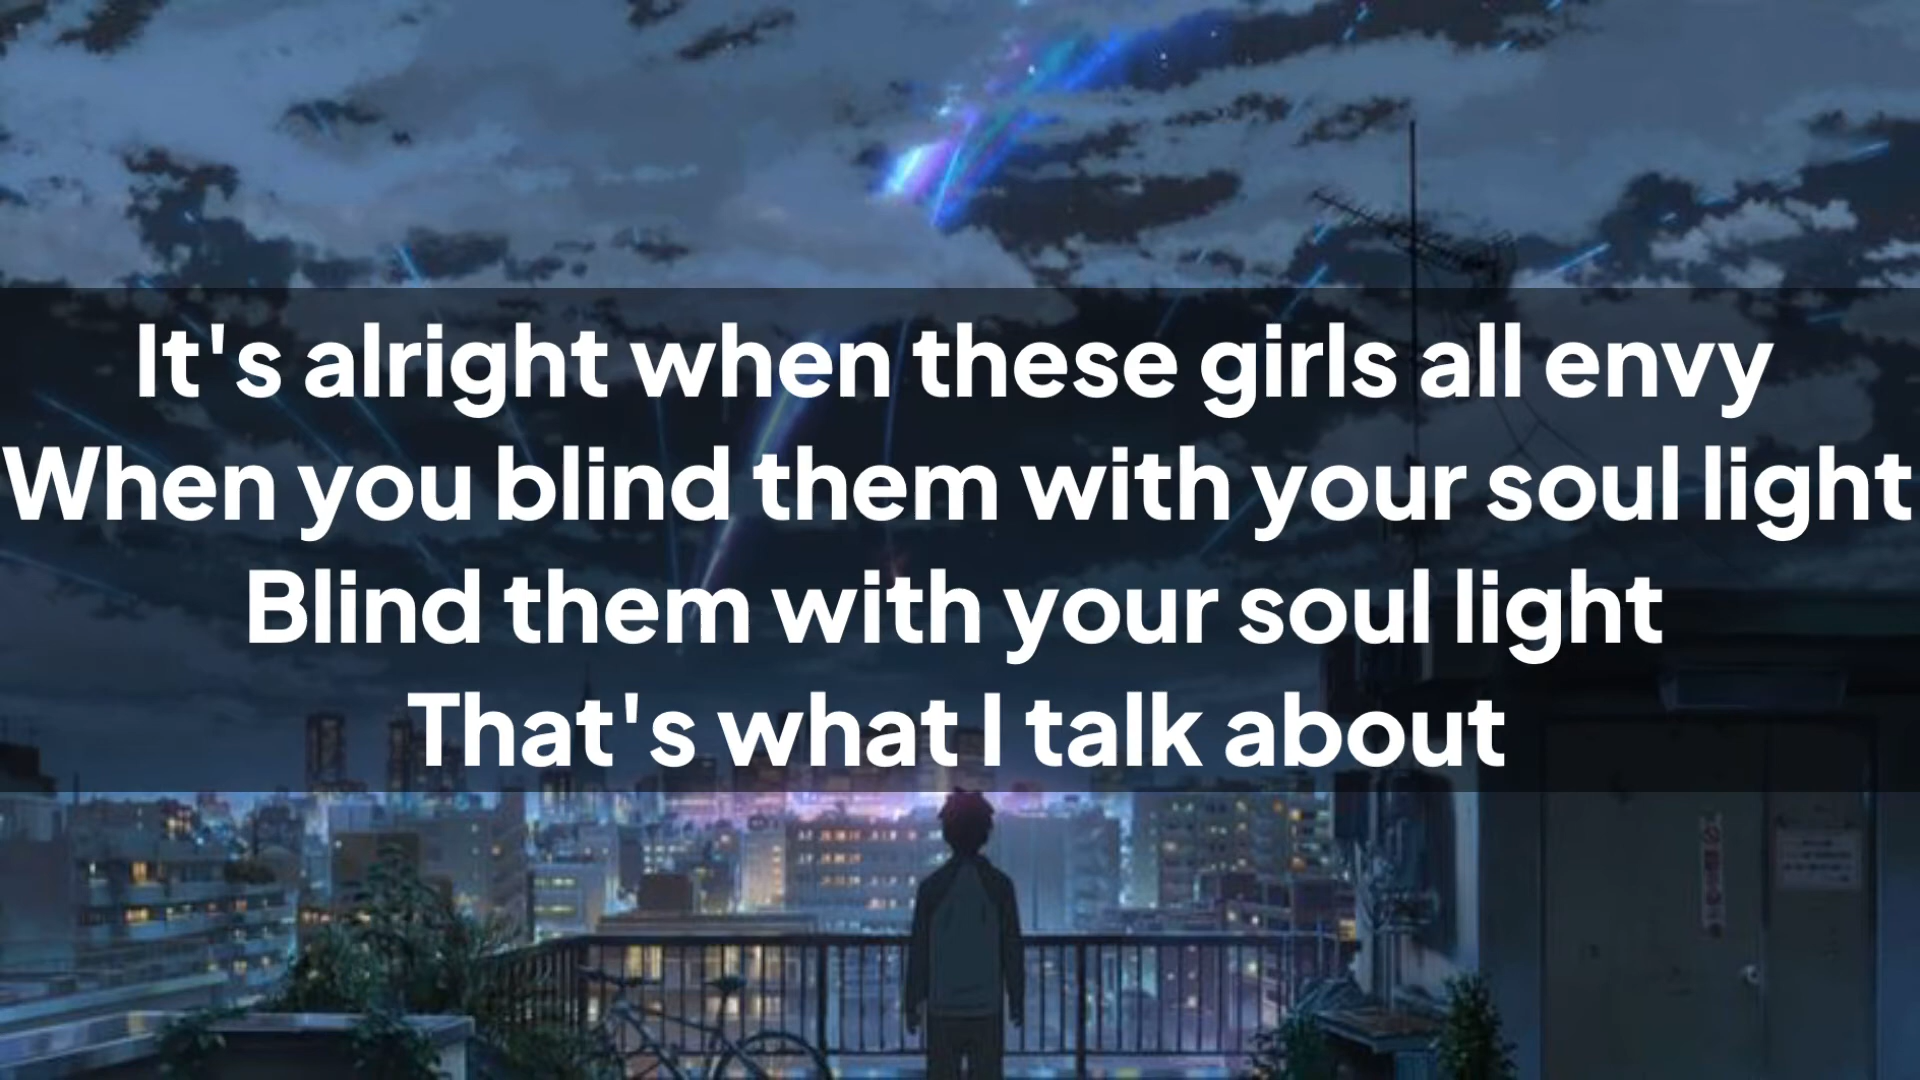 It's alright when these girls all envy
When you blind them with your soul light
Blind them with your soul light
That's what I talk about